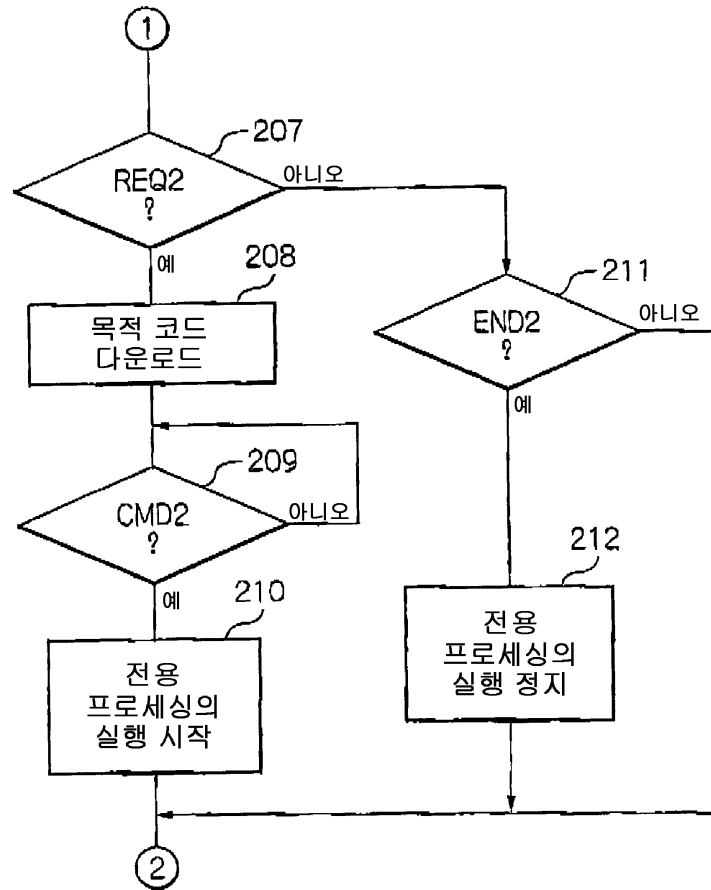 1
207
REQ2
?
아니오
예
208
목적 코드
다운로드
211
END2
?
아니오
예
209
CMD2
?
아니오
예
210
전용
프로세싱의
실행 시작
212
전용
프로세싱의
실행 정지
2